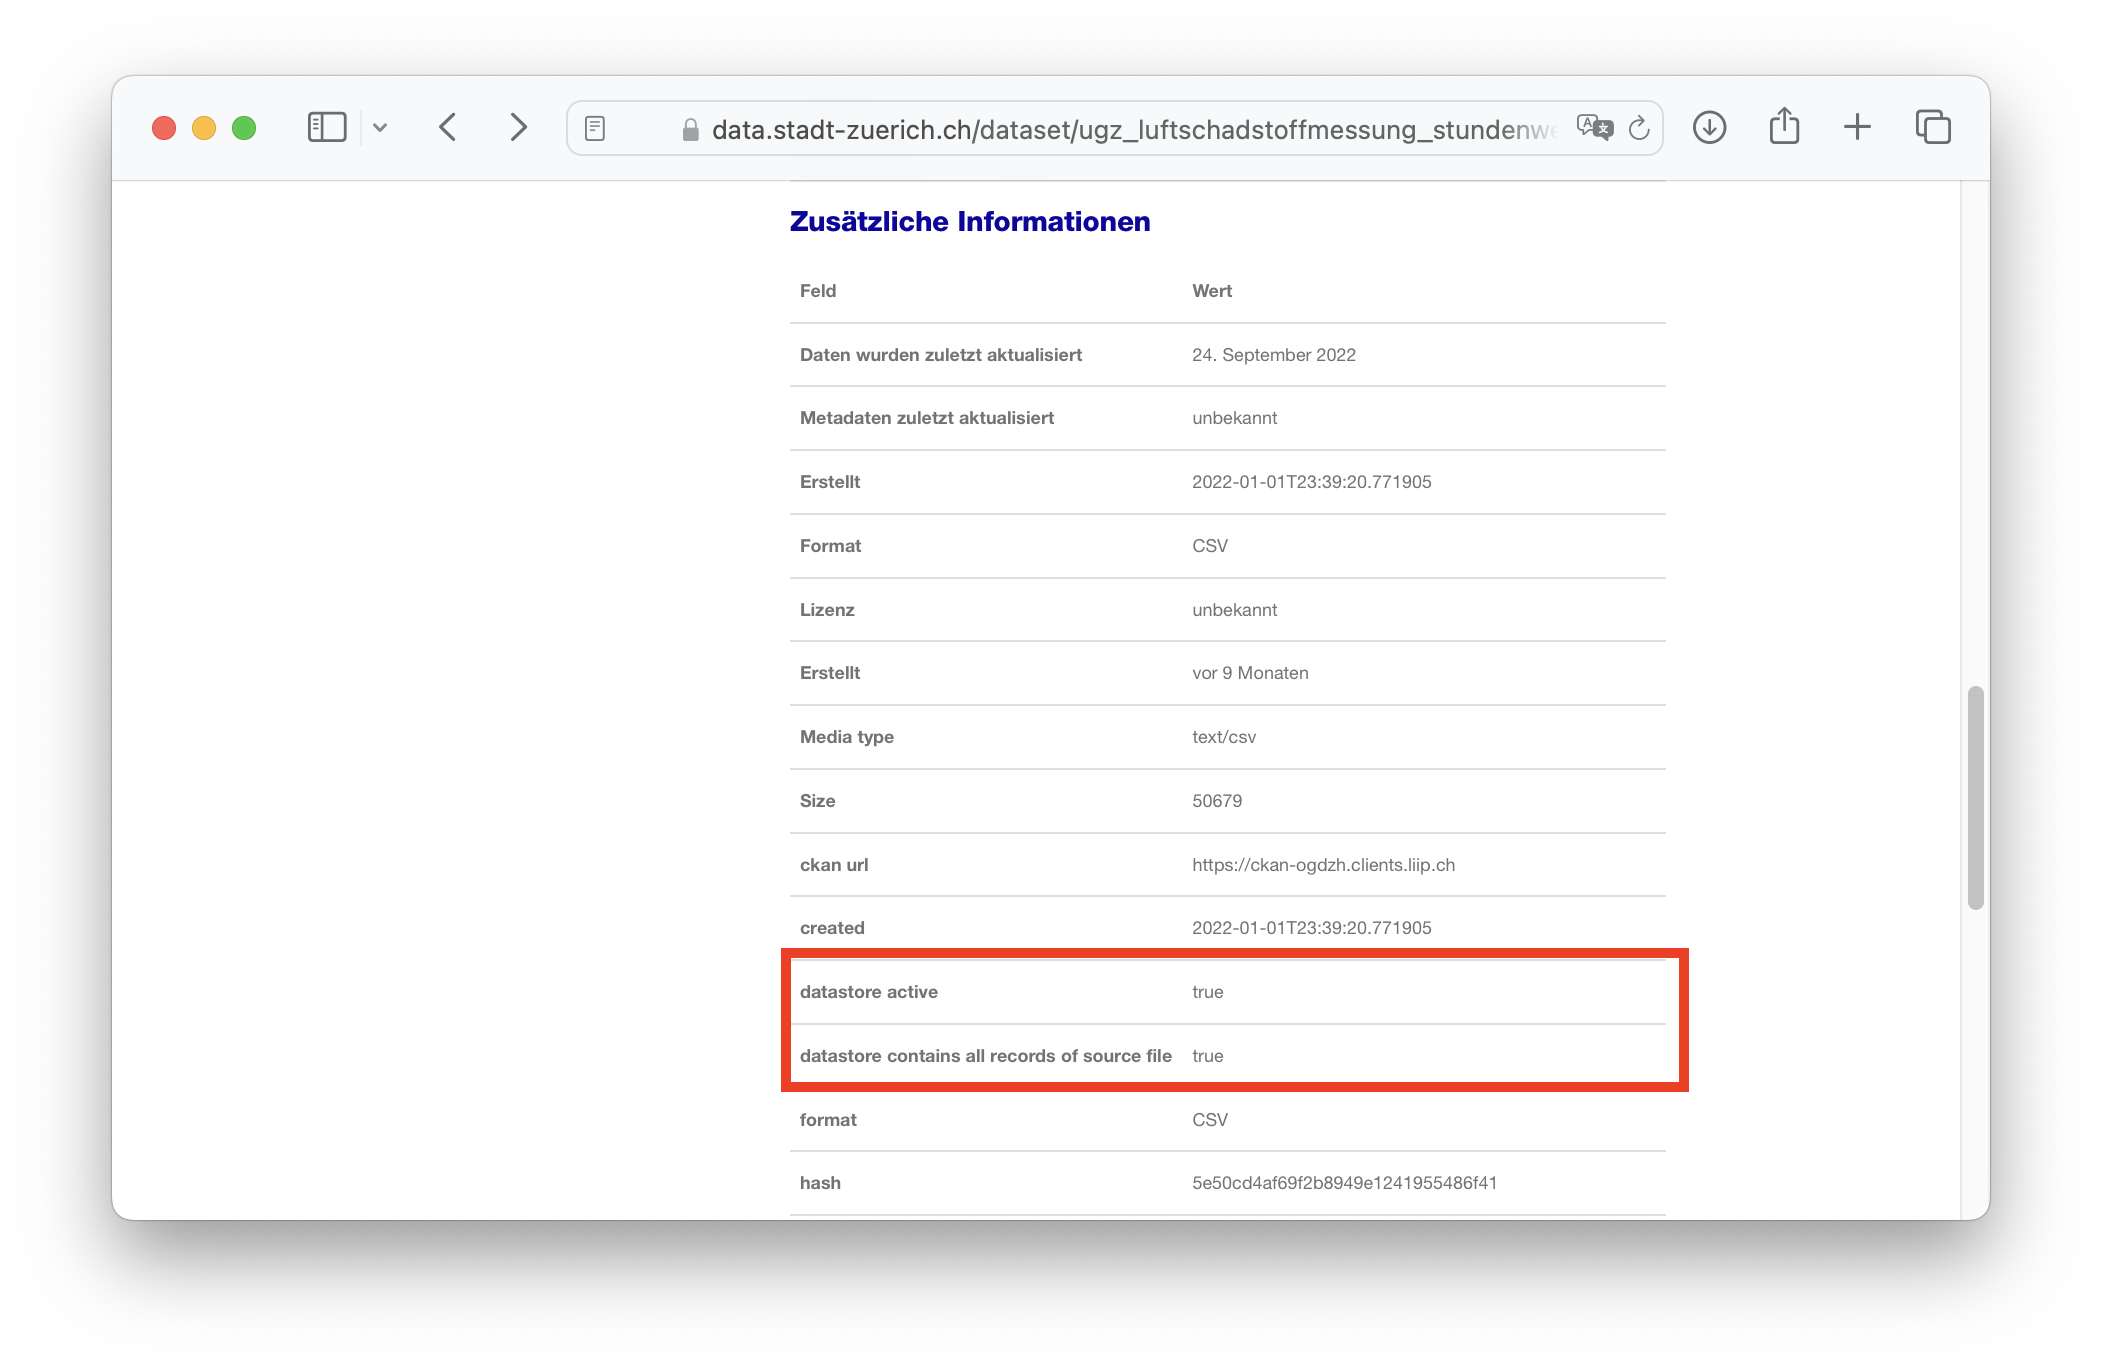 data.stadt-zuerich.ch/dataset/ugz_luftschadstoffmessung_stundenwe
Zusätzliche Informationen
Feld Wert
Daten wurden zuletzt aktualisiert 24. September 2022
Metadaten zuletzt aktualisiert unbekannt
Erstellt 2022-01-01T23:39:20.771905
Format CSV
Lizenz unbekannt
Erstellt vor 9 Monaten
Media type text/csv
Size 50679
ckan url https://ckan-ogdzh.clients.liip.ch
created 2022-01-01T23:39:20.771905
datastore active true
datastore contains all records of source file true
format CSV
hash 5e50cd4af69f2b8949e1241955486f41